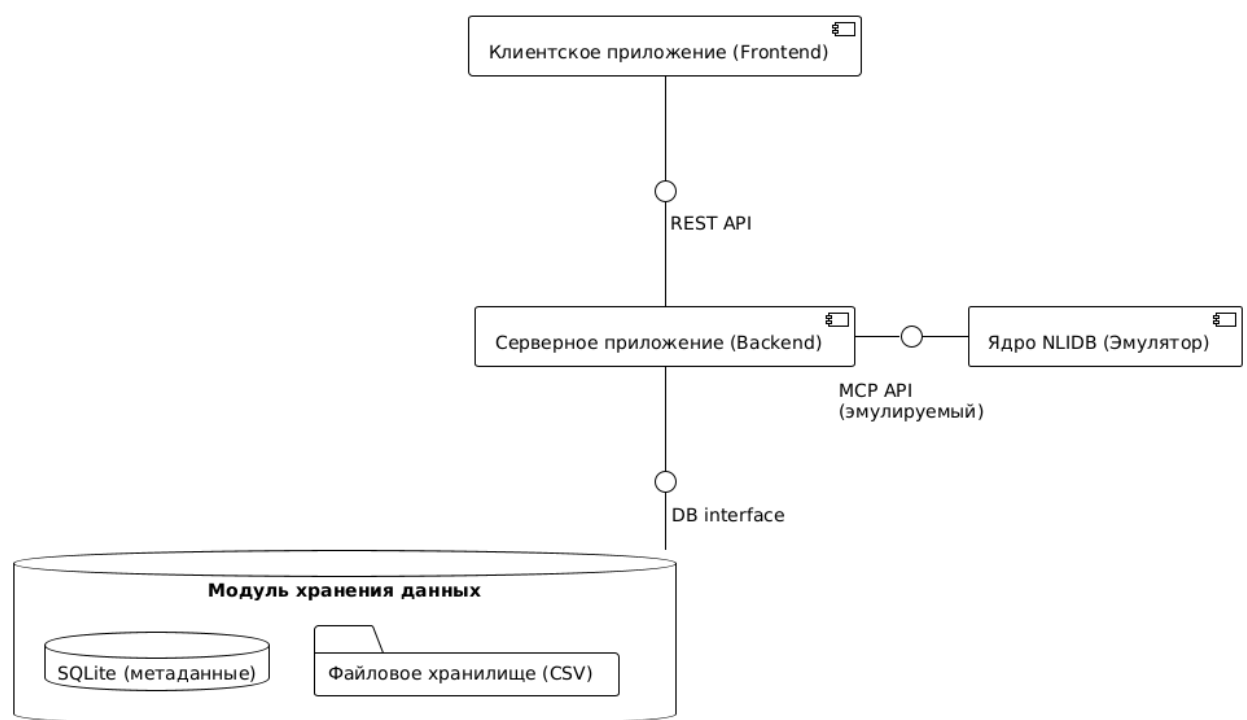 Клиентское приложение (Frontend)
REST API
Серверное приложение (Backend)
Ядро NLIDB (Эмулятор)
MCP API
(эмулируемый)
DB interface
Модуль хранения данных
SQLite (метаданные)
Файловое хранилище (CSV)